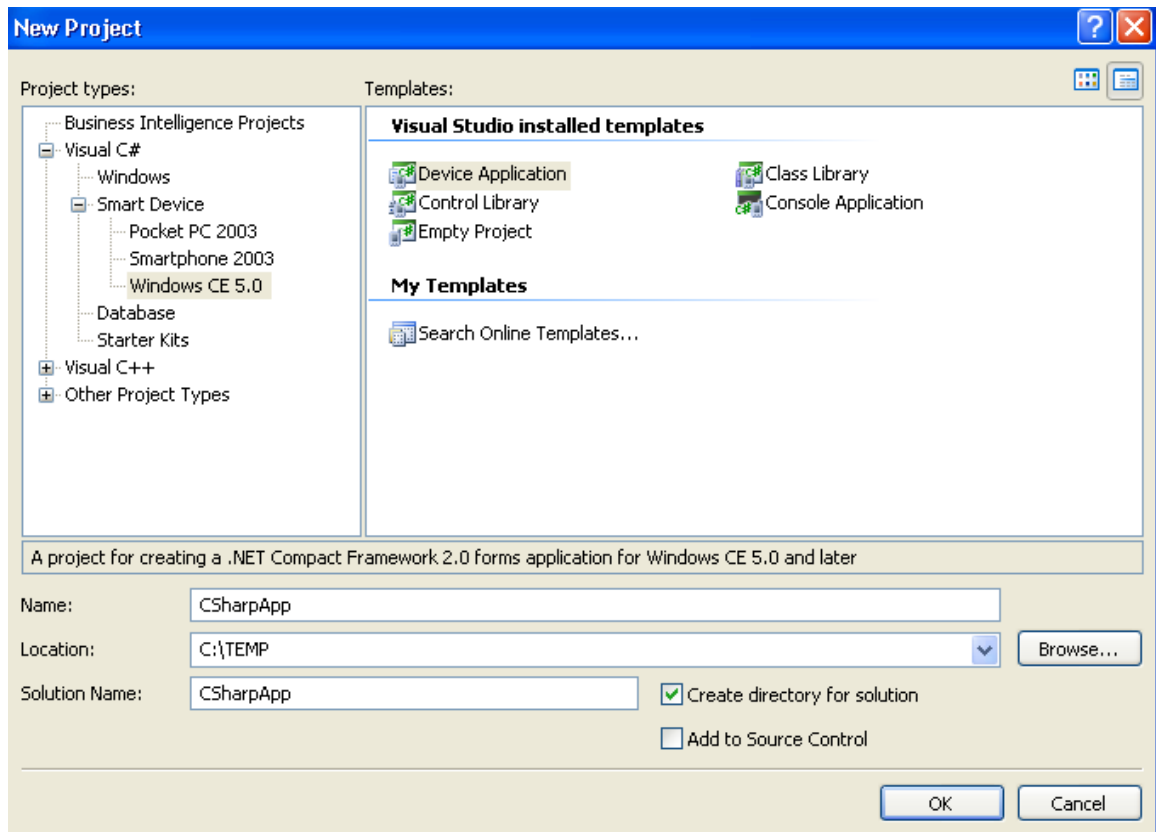 New Project
Project types:
Templates:
Business Intelligence Projects
Visual C#
Windows
Smart Device
Pocket PC 2003
Smartphone 2003
Windows CE 5.0
Database
Starter Kits
Visual C++
Other Project Types
Visual Studio installed templates
Device Application
Class Library
Control Library
Console Application
Empty Project
My Templates
Search Online Templates...
A project for creating a .NET Compact Framework 2.0 forms application for Windows CE 5.0 and later
Name: CSharpApp
Location: C:\TEMP Browse...
Solution Name: CSharpApp Create directory for solution
Add to Source Control
OK Cancel